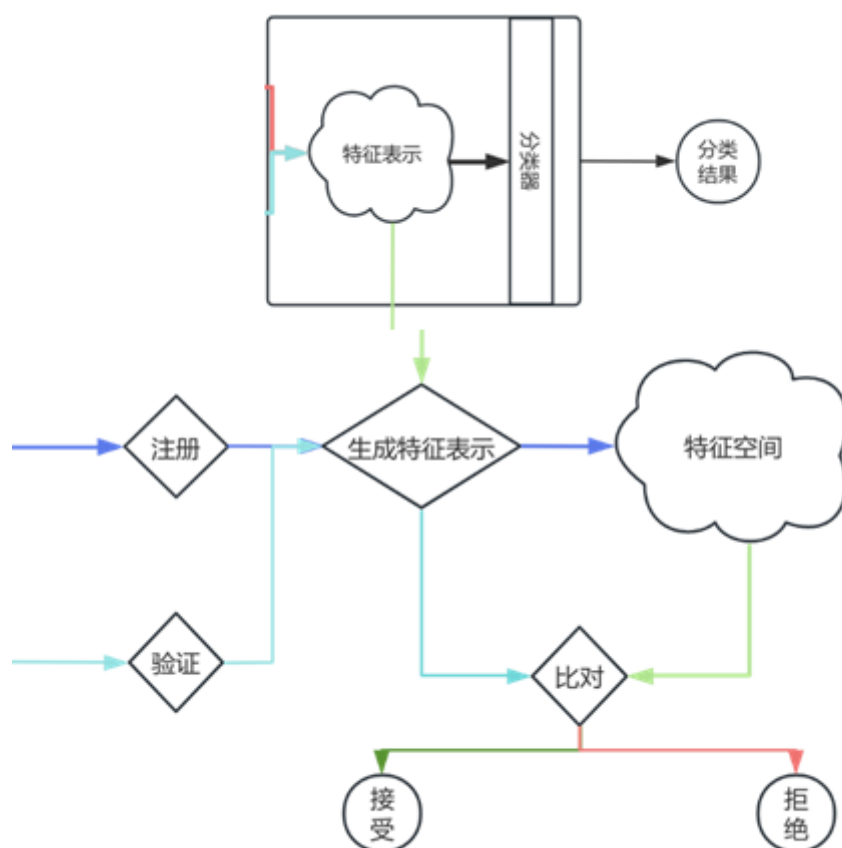 特征表示
分类器
分类
结果
注册
生成特征表示
特征空间
验证
比对
接
受
拒
绝